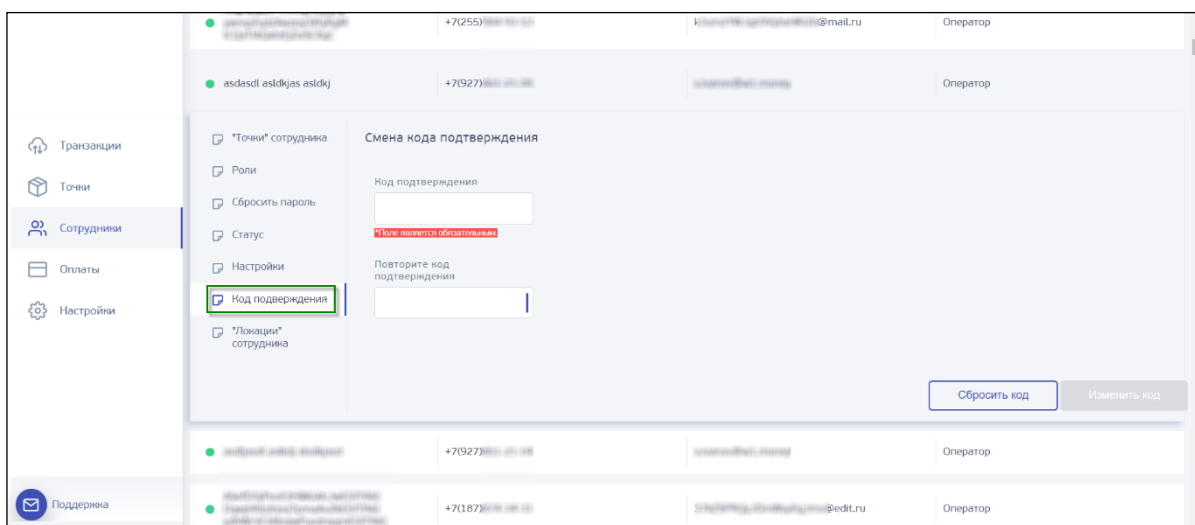 +7(255)
@mail.ru
Оператор
asdasdl asldkjas asldkj
+7(927)
Оператор
Транзакции
Точки
Сотрудники
Оплаты
Настройки
Поддержка
"Точки" сотрудника
Роли
Сбросить пароль
Статус
Настройки
Код подверждения
"Локации"
сотрудника
Смена кода подтверждения
Код подтверждения
*Поле является обязательным.
Повторите код
подтверждения
Сбросить код
Изменить код
+7(927)
Оператор
+7(187)
@edit.ru
Оператор